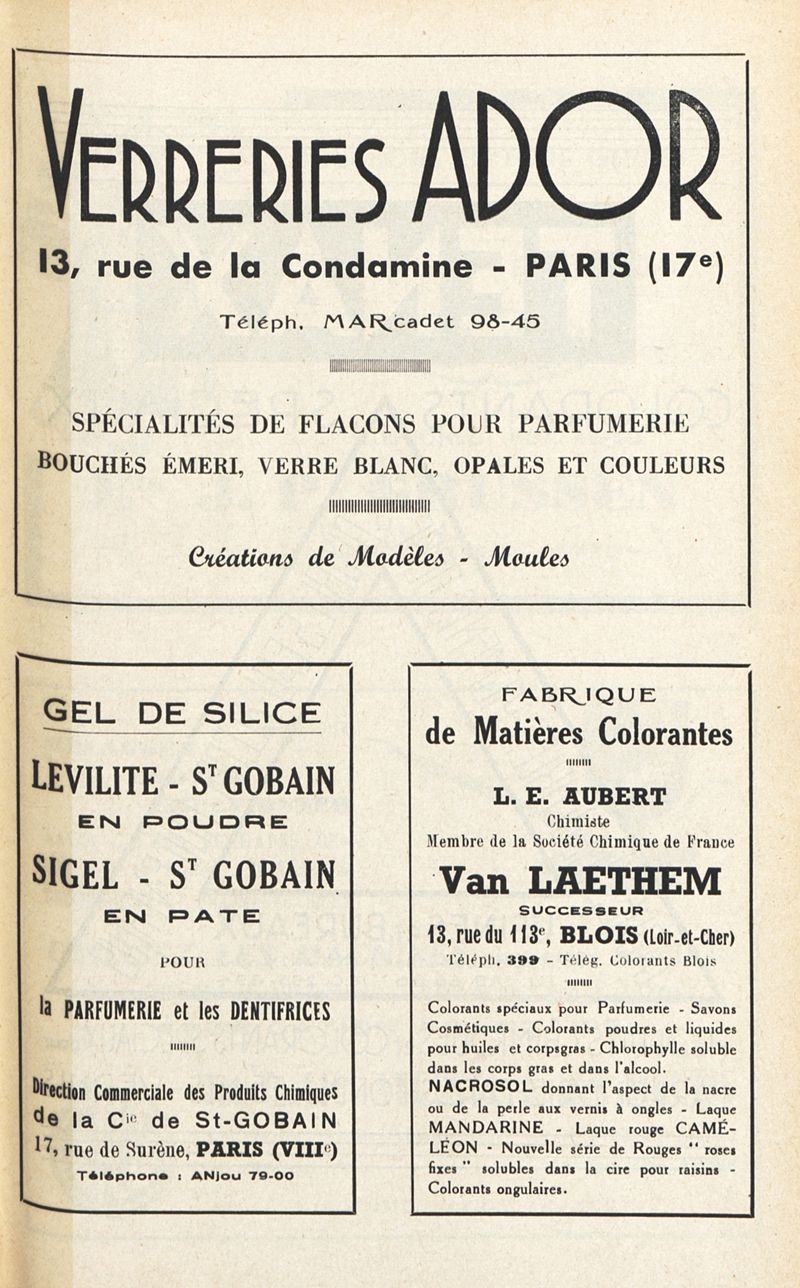 VERRERIES ADOR
13, rue de la Condamine - PARIS (17e)
Téléph. MARcadet 98-45
SPÉCIALITÉS DE FLACONS POUR PARFUMERIE
BOUCHÉS ÉMERI, VERRE BLANC, OPALES ET COULEURS
Créations de Modèles - Moules
GEL DE SILICE
LEVILITE - ST GOBAIN
EN POUDRE
SIGEL - ST GOBAIN
EN PATE
POUR
la PARFUMERIE et les DENTIFRICES
Direction Commerciale des Produits Chimiques
de la Cie de St-GOBAIN
17, rue de Surène, PARIS (VIIIe)
Téléphone : ANJou 79-00
FABRIQUE
de Matières Colorantes
L. E. AUBERT
Chimiste
Membre de la Société Chimique de France
Van LAETHEM
SUCCESSEUR
13, rue du 113e, BLOIS (Loir-et-Cher)
Téléph. 399 - Télég. Colorants Blois
Colorants spéciaux pour Parfumerie - Savons
Cosmétiques - Colorants poudres et liquides
pour huiles et corpsgras - Chlorophylle soluble
dans les corps gras et dans l'alcool.
NACROSOL donnant l'aspect de la nacre
ou de la perle aux vernis à ongles - Laque
MANDARINE - Laque rouge CAMÉ-
LÉON - Nouvelle série de Rouges " roses
fixes " solubles dans la cire pour raisins -
Colorants ongulaires.